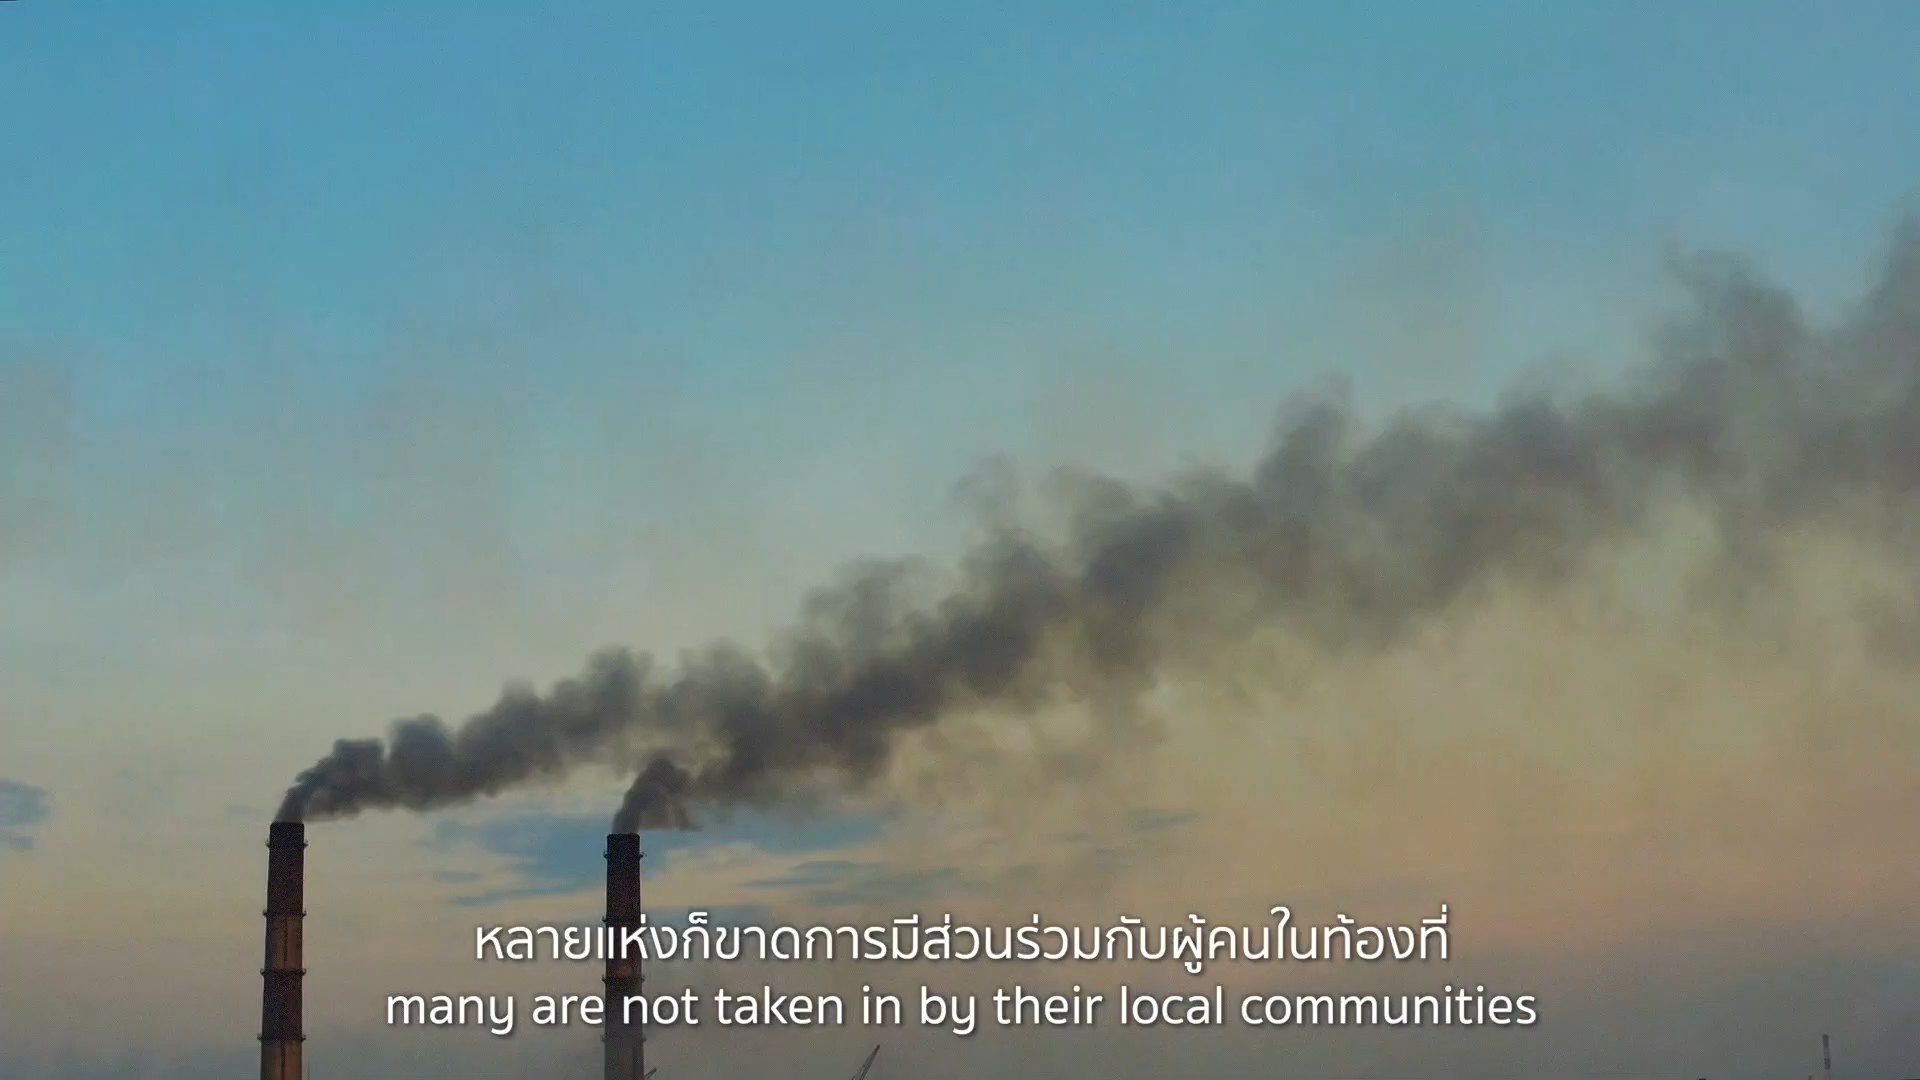 หลายแห่งก็ขาดการมีส่วนร่วมกับผู้คนในท้องที่
many are not taken in by their local communities